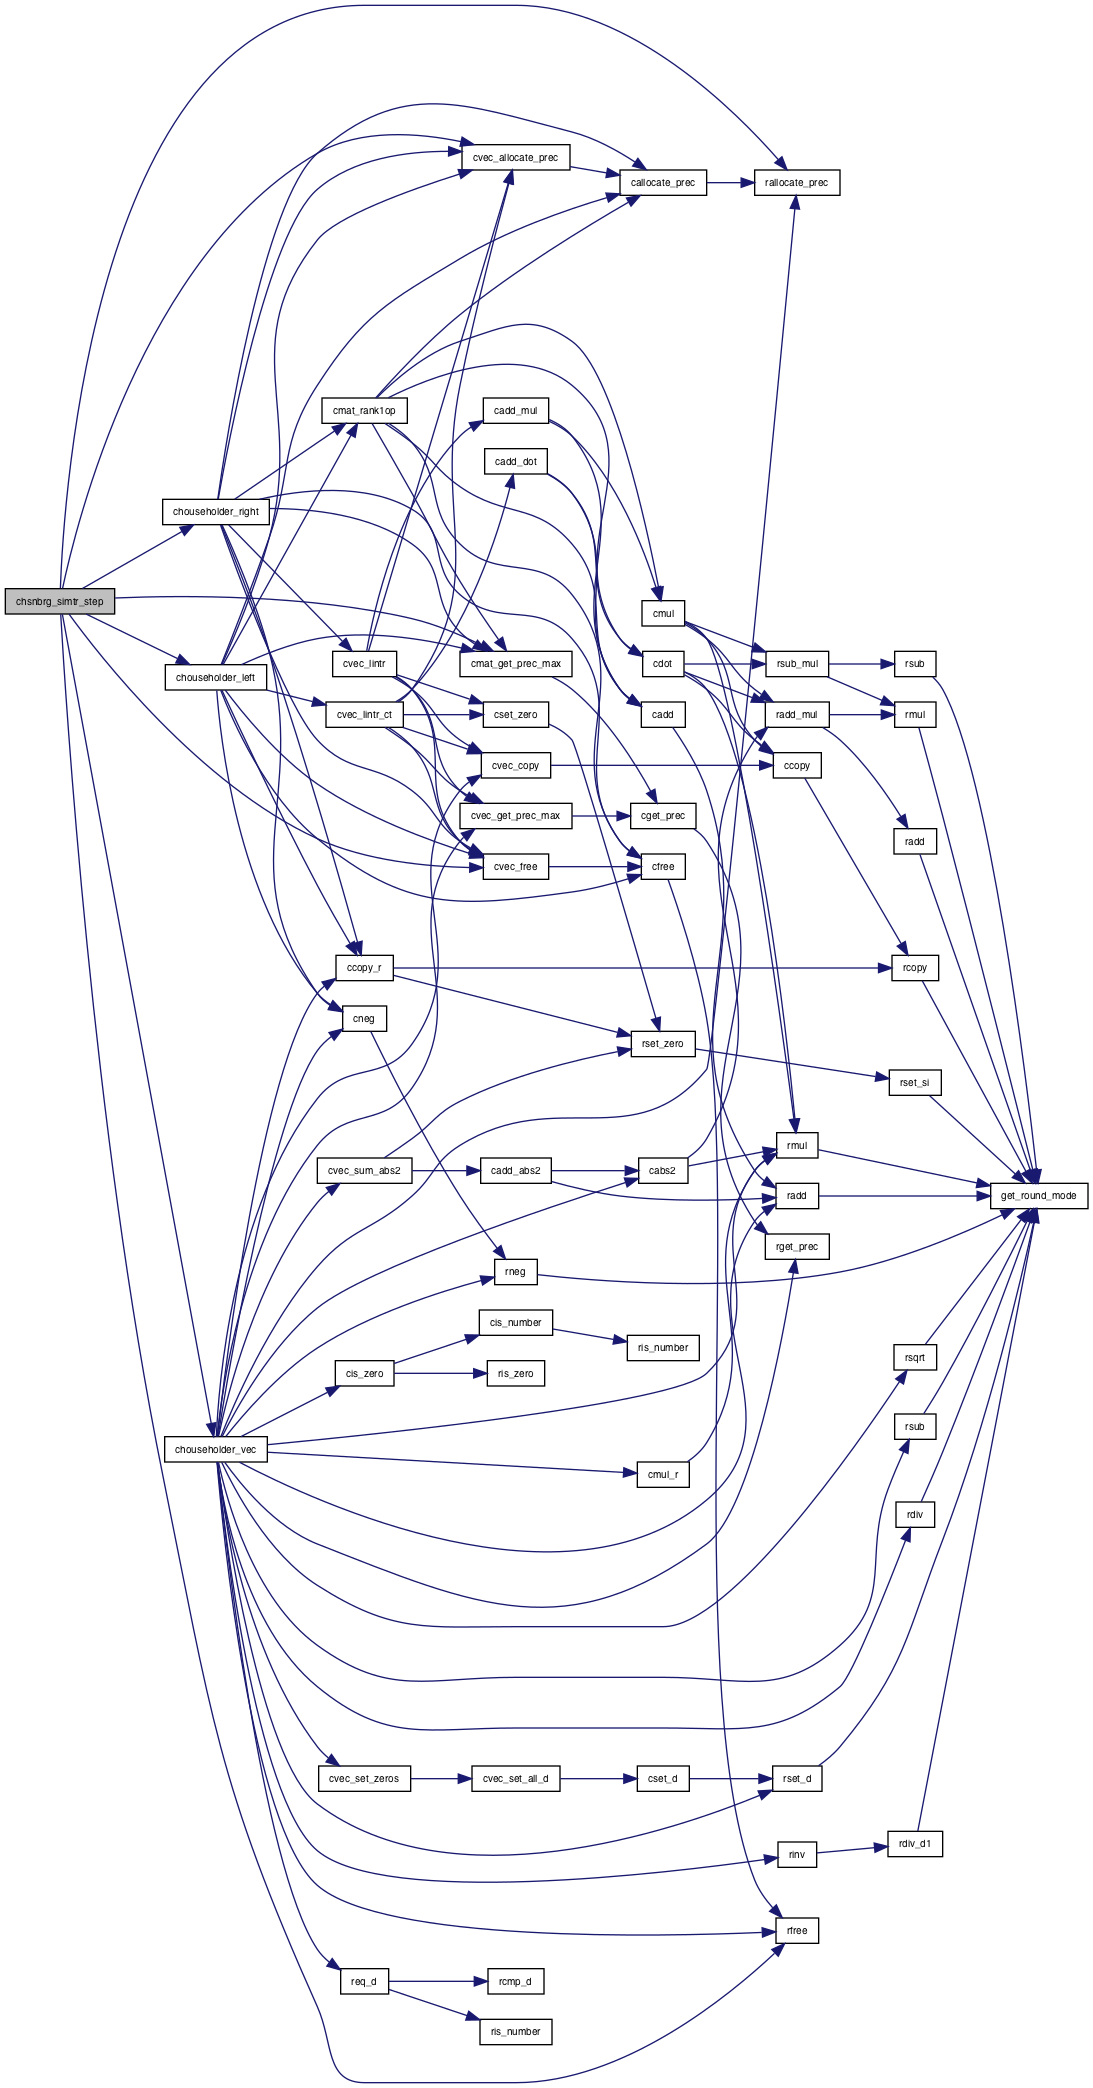 cvec_allocate_prec
callocate_prec
rallocate_prec
cmat_rank1op
cadd_mul
cadd_dot
chouseholder_right
chsnbrg_simtr_step
cmul
cvec_lintr
cmat_get_prec_max
cdot
rsub_mul
rsub
chouseholder_left
cvec_lintr_ct
cset_zero
cadd
radd_mul
rmul
cvec_copy
ccopy
cvec_get_prec_max
cget_prec
radd
cvec_free
cfree
ccopy_r
rcopy
cneg
rset_zero
rset_si
rmul
cvec_sum_abs2
cadd_abs2
cabs2
radd
get_round_mode
rget_prec
rneg
cis_number
ris_number
rsqrt
cis_zero
ris_zero
rsub
chouseholder_vec
cmul_r
rdiv
cvec_set_zeros
cvec_set_all_d
cset_d
rset_d
rdiv_d1
rinv
rfree
req_d
rcmp_d
ris_number